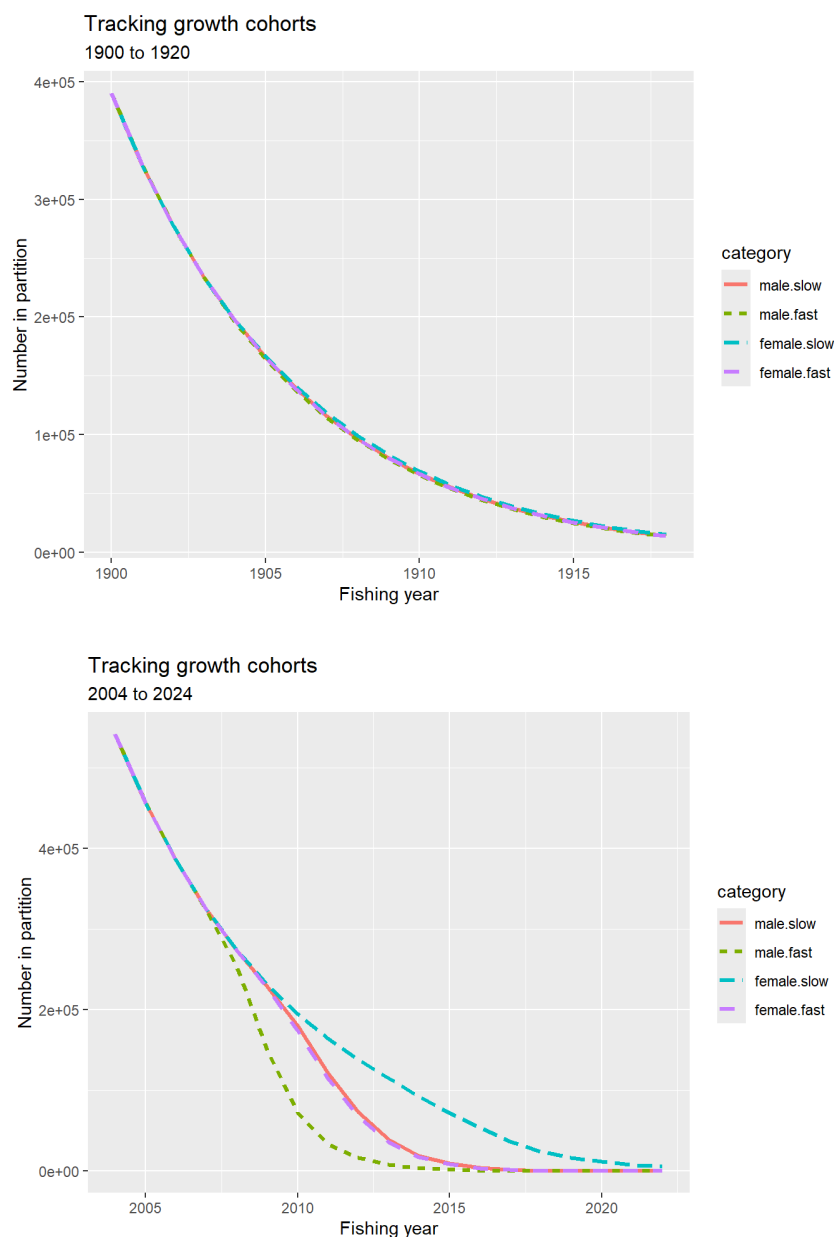 Tracking growth cohorts
1900 to 1920
4e+05
3e+05
2e+05
1e+05
0e+00
Number in partition
1900
1905
1910
1915
Fishing year
category
male.slow
male.fast
female.slow
female.fast
Tracking growth cohorts
2004 to 2024
4e+05
2e+05
0e+00
Number in partition
2005
2010
2015
2020
Fishing year
category
male.slow
male.fast
female.slow
female.fast